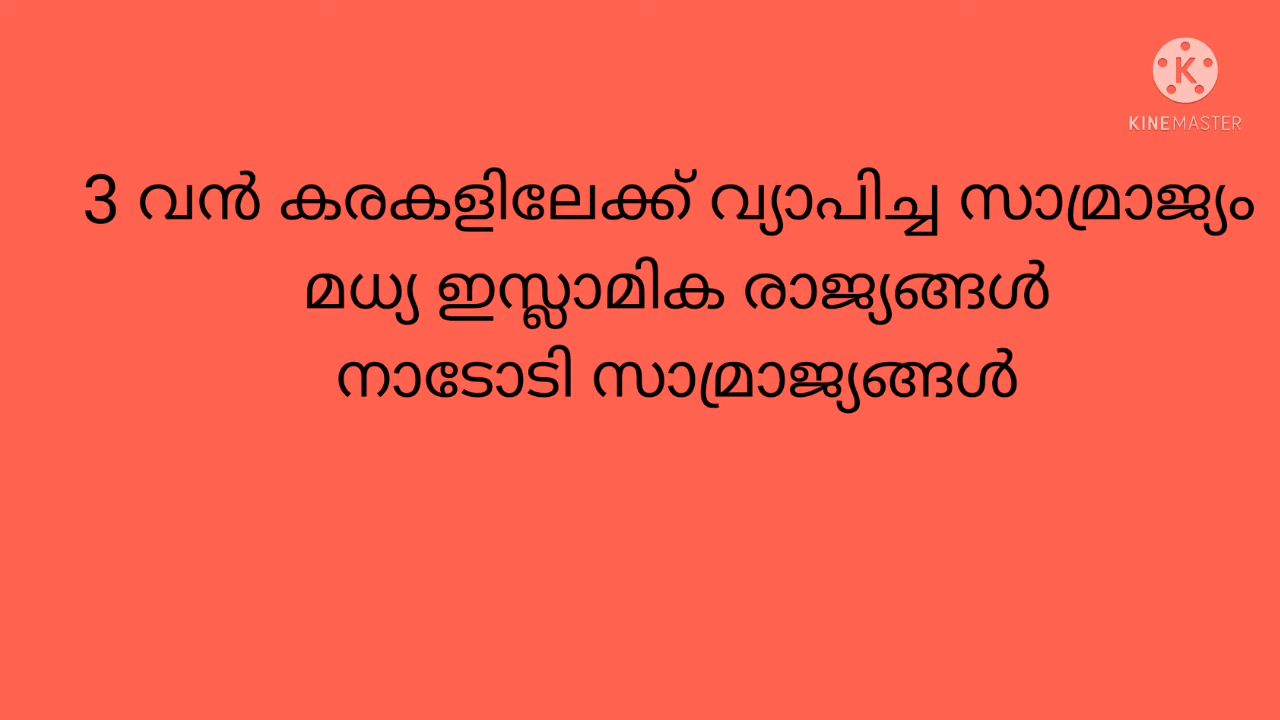 KINEMASTER
3 വൻ കരകളിലേക്ക് വ്യാപിച്ച സാമ്രാജ്യം
മധ്യ ഇസ്ലാമിക രാജ്യങ്ങൾ
നാടോടി സാമ്രാജ്യങ്ങൾ